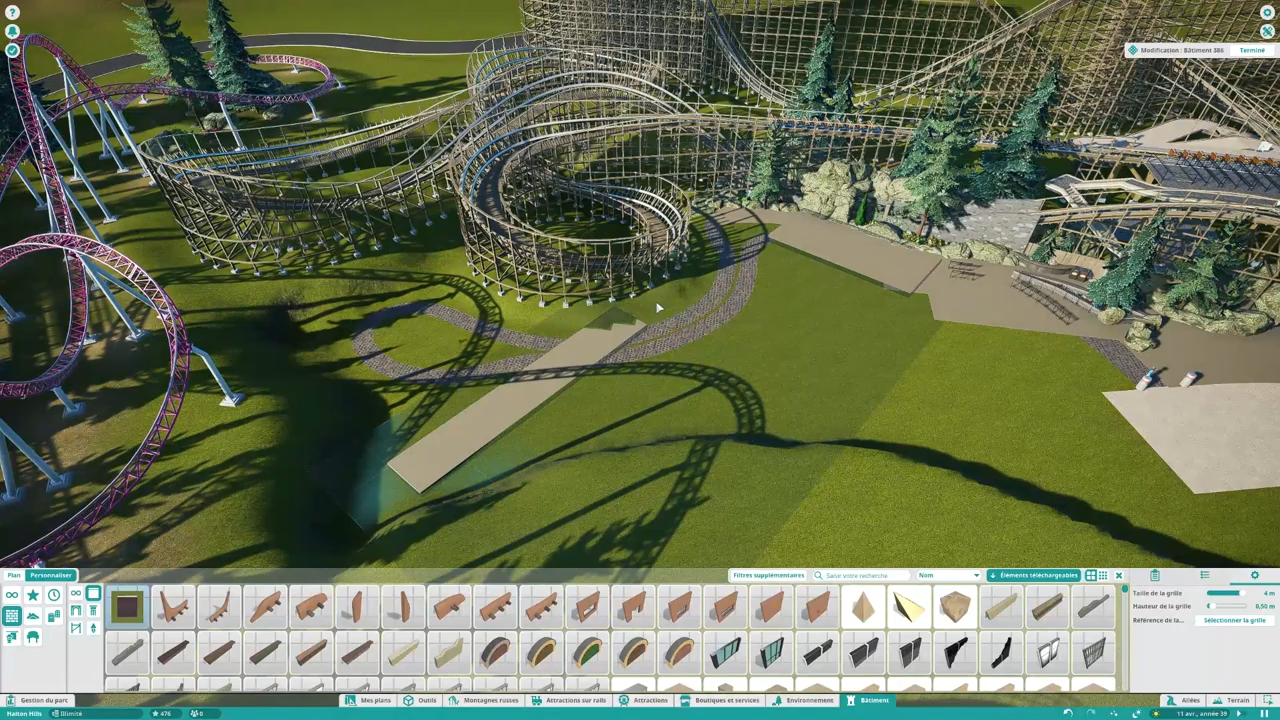 ?
Modification : Bâtiment 386
Terminé
Plan
Personnaliser
Filtres supplémentaires
Saisir votre recherche
Nom
Éléments téléchargeables
Taille de la grille
4 m
Hauteur de la grille
0,50 m
Référence de la...
Sélectionner la grille
Gestion du parc
Mes plans
Outils
Montagnes russes
Attractions sur rails
Attractions
Boutiques et services
Environnement
Bâtiment
Allées
Terrain
Halton Hills
Illimité
476
0
11 avr., année 39